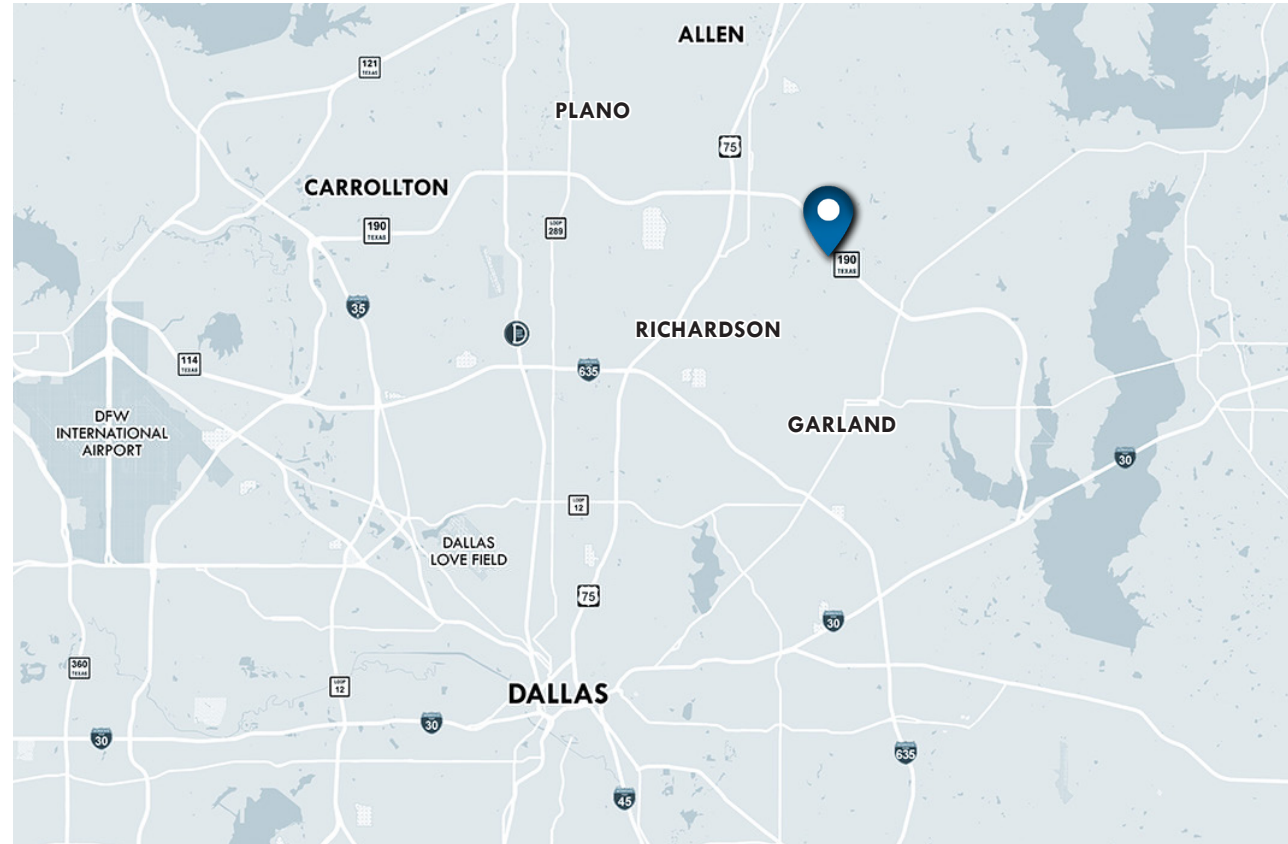 ALLEN
121
TEXAS
PLANO
75
CARROLLTON
190
TEXAS
LOOP
289
190
TEXAS
35
RICHARDSON
D
114
TEXAS
635
DFW
INTERNATIONAL
AIRPORT
GARLAND
30
LOOP
12
DALLAS
LOVE FIELD
75
30
360
TEXAS
LOOP
12
DALLAS
30
30
635
45